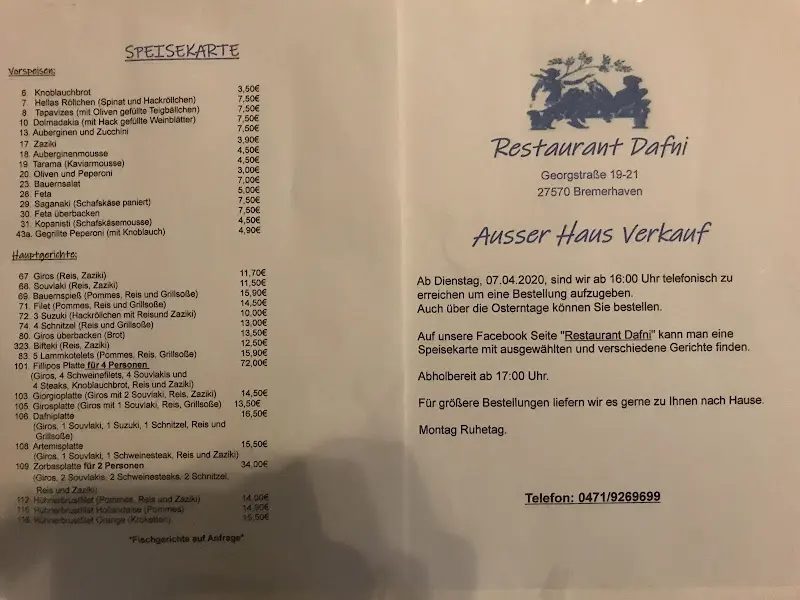 SPEISEKARTE
Vorspeisen:
6 Knoblauchbrot 3,50€
7 Hellas Röllchen (Spinat und Hackröllchen) 7,50€
8 Tapavizes (mit Oliven gefüllte Teigbällchen) 7,50€
10 Dolmadakia (mit Hack gefüllte Weinblätter) 7,50€
13 Auberginen und Zucchini 7,50€
17 Zaziki 3,90€
18 Auberginenmousse 4,50€
19 Tarama (Kaviarmousse) 4,50€
20 Oliven und Peperoni 3,00€
23 Bauernsalat 7,00€
26 Feta 5,00€
29 Saganaki (Schafskäse paniert) 7,50€
30 Feta überbacken 7,50€
31 Kopanisti (Schafskäsemousse) 4,50€
43a. Gegrillte Peperoni (mit Knoblauch) 4,90€
Hauptgerichte:
67 Giros (Reis, Zaziki) 11,70€
68 Souvlaki (Reis, Zaziki) 11,50€
69 Bauernspieß (Pommes, Reis und Grillsoße) 15,90€
71 Filet (Pommes, Reis und Grillsoße) 14,50€
72 3 Suzuki (Hackröllchen mit Reisund Zaziki) 10,00€
74 4 Schnitzel (Reis und Grillsoße) 13,00€
80 Giros überbacken (Brot) 13,50€
323 Bifteki (Reis, Zaziki) 12,50€
83 5 Lammkotelets (Pommes, Reis, Grillsoße) 15,90€
101 Fillipos Platte für 4 Personen 72,00€
(Giros, 4 Schweinefilets, 4 Souvlakis und
4 Steaks, Knoblauchbrot, Reis und Zaziki)
103 Giorgioplatte (Giros mit 2 Souvlaki, Reis, Zaziki) 14,50€
105 Girosplatte (Giros mit 1 Souvlaki, Reis, Grillsoße) 13,50€
106 Dafniplatte 16,50€
(Giros, 1 Souvlaki, 1 Suzuki, 1 Schnitzel, Reis und
Grillsoße)
108 Artemisplatte 15,50€
(Giros, 1 Souvlaki, 1 Schweinesteak, Reis und Zaziki)
109 Zorbasplatte für 2 Personen 34,00€
(Giros, 2 Souvlakis, 2 Schweinesteaks, 2 Schnitzel,
Reis und Zaziki)
112 Hühnerbrustfilet (Pommes, Reis und Zaziki) 14,00€
115 Hühnerbrustfilet Hollandaise (Pommes) 14,90€
116 Hühnerbrustfilet Orange (Kroketten) 15,50€
*Fischgerichte auf Anfrage*
Restaurant Dafni
Georgstraße 19-21
27570 Bremerhaven
Ausser Haus Verkauf
Ab Dienstag, 07.04.2020, sind wir ab 16:00 Uhr telefonisch zu
erreichen um eine Bestellung aufzugeben.
Auch über die Osterntage können Sie bestellen.
Auf unsere Facebook Seite "Restaurant Dafni" kann man eine
Speisekarte mit ausgewählten und verschiedene Gerichte finden.
Abholbereit ab 17:00 Uhr.
Für größere Bestellungen liefern wir es gerne zu Ihnen nach Hause.
Montag Ruhetag.
Telefon: 0471/9269699